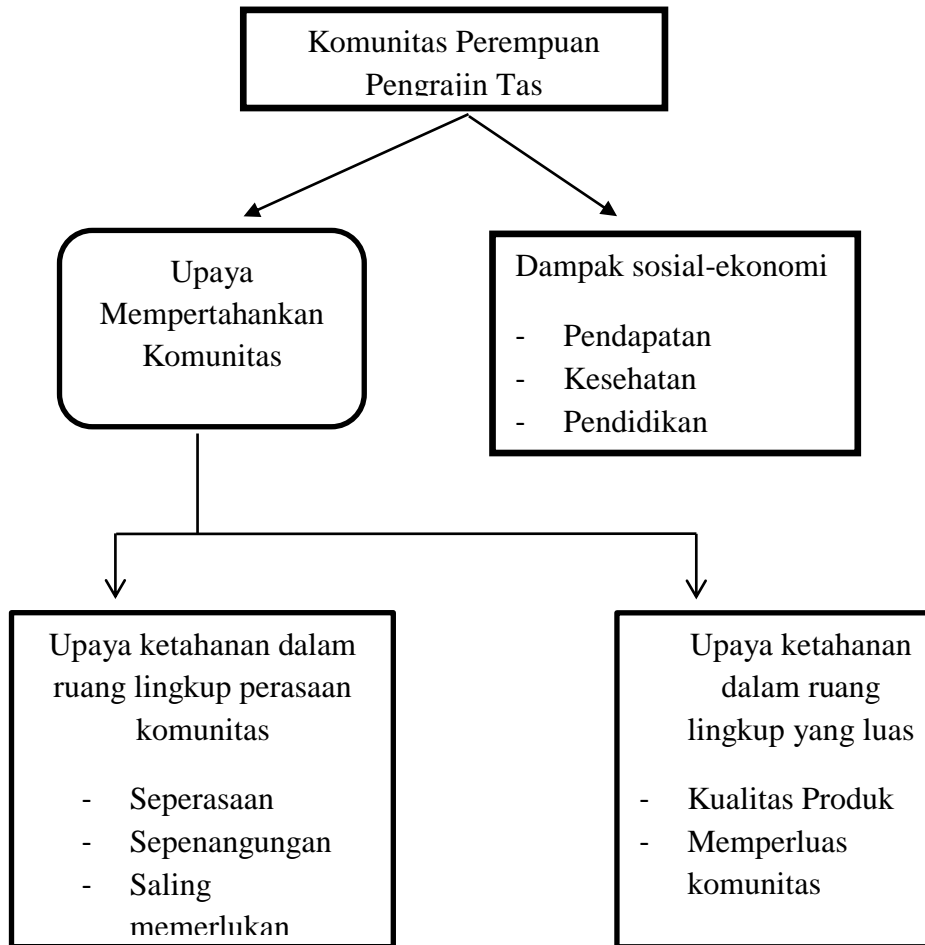 Komunitas Perempuan
Pengrajin Tas
Upaya
Mempertahankan
Komunitas
Dampak sosial-ekonomi
- Pendapatan
- Kesehatan
- Pendidikan
Upaya ketahanan dalam
ruang lingkup perasaan
komunitas
- Seperasaan
- Sepenangungan
- Saling
memerlukan
Upaya ketahanan
dalam ruang
lingkup yang luas
- Kualitas Produk
- Memperluas
komunitas